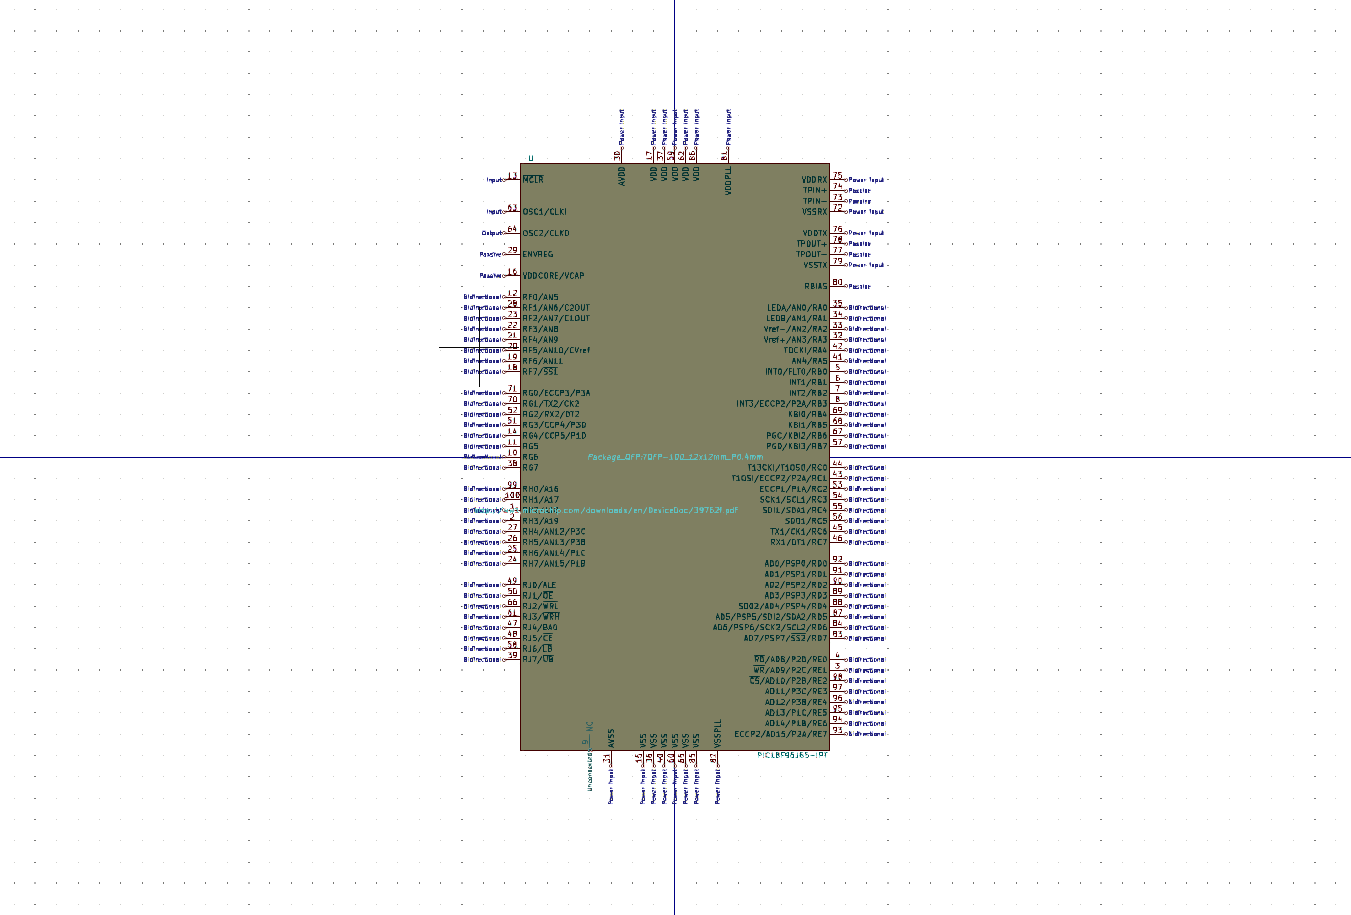 Power Input Power Input Power Input Power Input Power Input Power Input Power Input
30 17 37 59 62 86 81
U
AVDD VDD VDD VDD VDD VDD VDDPLL
Input 13 MCLR
Input 63 OSC1/CLKI
Output 64 OSC2/CLKO
Passive 29 ENVREG
Passive 16 VDDCORE/VCAP
Bidirectional 12 RF0/AN5
Bidirectional RF1/AN6/C2OUT
Bidirectional 23 RF2/AN7/C1OUT
Bidirectional 22 RF3/AN8
Bidirectional 21 RF4/AN9
Bidirectional 20 RF5/AN10/CVref
Bidirectional 19 RF6/AN11
Bidirectional 18 RF7/SS1
Bidirectional 71 RG0/ECCP3/P3A
Bidirectional 70 RG1/TX2/CK2
Bidirectional 52 RG2/RX2/DT2
Bidirectional 51 RG3/CCP4/P3D
Bidirectional 14 RG4/CCP5/P1D
Bidirectional 11 RG5
Bidirectional 10 RG6
Bidirectional 38 RG7
Bidirectional 99 RH0/A16
Bidirectional 100 RH1/A17
Bidirectional 1
Bidirectional 2 RH3/A19
Bidirectional 27 RH4/AN12/P3C
Bidirectional 26 RH5/AN13/P3B
Bidirectional 25 RH6/AN14/P1C
Bidirectional 24 RH7/AN15/P1B
Bidirectional 49 RJ0/ALE
Bidirectional 50 RJ1/OE
Bidirectional 66 RJ2/WRL
Bidirectional 61 RJ3/WRH
Bidirectional 47 RJ4/BA0
Bidirectional 48 RJ5/CE
Bidirectional 58 RJ6/LB
Bidirectional 39 RJ7/UB
VDDRX 75 Power Input
TPIN+ 74 Passive
TPIN- 73 Passive
VSSRX 72 Power Input
VDDTX 76 Power Input
TPOUT+ 78 Passive
TPOUT- 77 Passive
VSSTX 79 Power Input
RBIAS 80 Passive
LEDA/AN0/RA0 35 Bidirectional
LEDB/AN1/RA1 34 Bidirectional
Vref-/AN2/RA2 33 Bidirectional
Vref+/AN3/RA3 32 Bidirectional
T0CKI/RA4 42 Bidirectional
AN4/RA5 41 Bidirectional
INT0/FLT0/RB0 5 Bidirectional
INT1/RB1 6 Bidirectional
INT2/RB2 7 Bidirectional
INT3/ECCP2/P2A/RB3 8 Bidirectional
KBI0/RB4 69 Bidirectional
KBI1/RB5 68 Bidirectional
PGC/KBI2/RB6 67 Bidirectional
PGD/KBI3/RB7 57 Bidirectional
Package_QFP:TQFP-100_12x12mm_P0.4mm
T13CKI/T1OSO/RC0 44 Bidirectional
T1OSI/ECCP2/P2A/RC1 43 Bidirectional
ECCP1/P1A/RC2 53 Bidirectional
SCK1/SCL1/RC3 54 Bidirectional
SDI1/SDA1/RC4 55 Bidirectional
.com/downloads/en/DeviceDoc/39762f.pdf
SDO1/RC5 56 Bidirectional
TX1/CK1/RC6 45 Bidirectional
RX1/DT1/RC7 46 Bidirectional
AD0/PSP0/RD0 92 Bidirectional
AD1/PSP1/RD1 91 Bidirectional
AD2/PSP2/RD2 90 Bidirectional
AD3/PSP3/RD3 89 Bidirectional
SDO2/AD4/PSP4/RD4 88 Bidirectional
AD5/PSP5/SDI2/SDA2/RD5 87 Bidirectional
AD6/PSP6/SCK2/SCL2/RD6 84 Bidirectional
AD7/PSP7/SS2/RD7 83 Bidirectional
RD/AD8/P2D/RE0 4 Bidirectional
WR/AD9/P2C/RE1 3 Bidirectional
CS/AD10/P2B/RE2 98 Bidirectional
AD11/P3C/RE3 97 Bidirectional
AD12/P3B/RE4 96 Bidirectional
AD13/P1C/RE5 95 Bidirectional
AD14/P1B/RE6 94 Bidirectional
ECCP2/AD15/P2A/RE7 93 Bidirectional
NC AVSS VSS VSS VSS VSS VSS VSS VSSPLL
9 31 15 36 40 60 65 85 82
PIC18F96J65-IPT
Unconnected Power Input Power Input Power Input Power Input Power Input Power Input Power Input Power Input